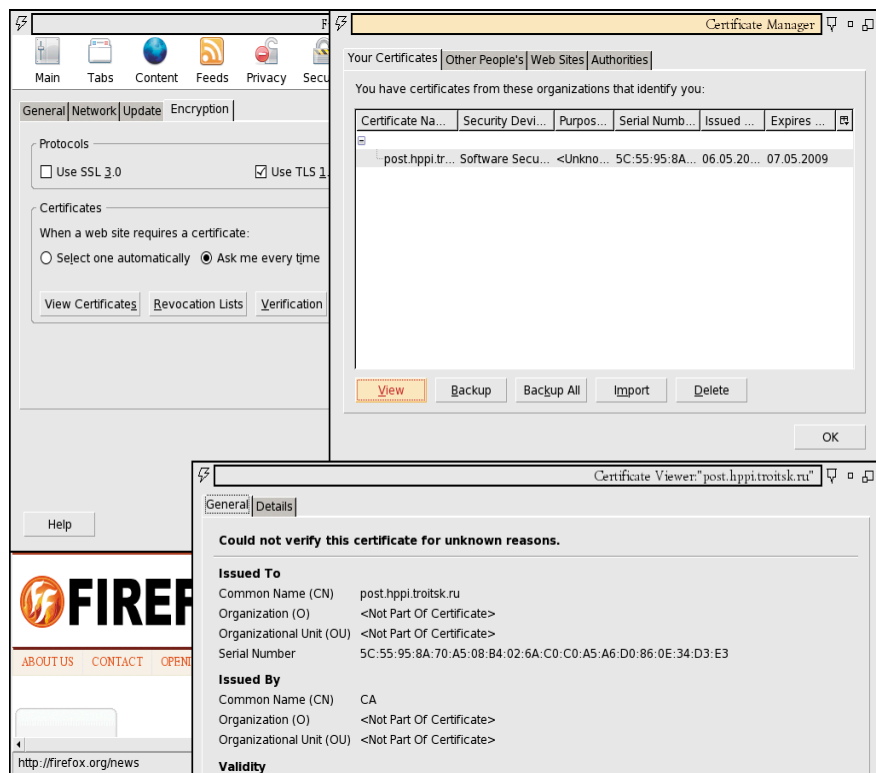 F
Main Tabs Content Feeds Privacy Secu
General Network Update Encryption
Protocols
Use SSL 3.0 Use TLS 1.
Certificates
When a web site requires a certificate:
Select one automatically Ask me every time
View Certificates Revocation Lists Verification
Help
Certificate Manager
Your Certificates Other People's Web Sites Authorities
You have certificates from these organizations that identify you:
Certificate Na... Security Devi... Purpos... Serial Numb... Issued ... Expires ...
post.hppi.tr... Software Secu... <Unkno... 5C:55:95:8A... 06.05.20... 07.05.2009
View Backup Backup All Import Delete
OK
Certificate Viewer:"post.hppi.troitsk.ru"
General Details
Could not verify this certificate for unknown reasons.
Issued To
Common Name (CN) post.hppi.troitsk.ru
Organization (O) <Not Part Of Certificate>
Organizational Unit (OU) <Not Part Of Certificate>
Serial Number 5C:55:95:8A:70:A5:08:B4:02:6A:C0:C0:A5:A6:D0:86:0E:34:D3:E3
Issued By
Common Name (CN) CA
Organization (O) <Not Part Of Certificate>
Organizational Unit (OU) <Not Part Of Certificate>
Validity
FIREF
ABOUT US CONTACT OPENI
http://firefox.org/news